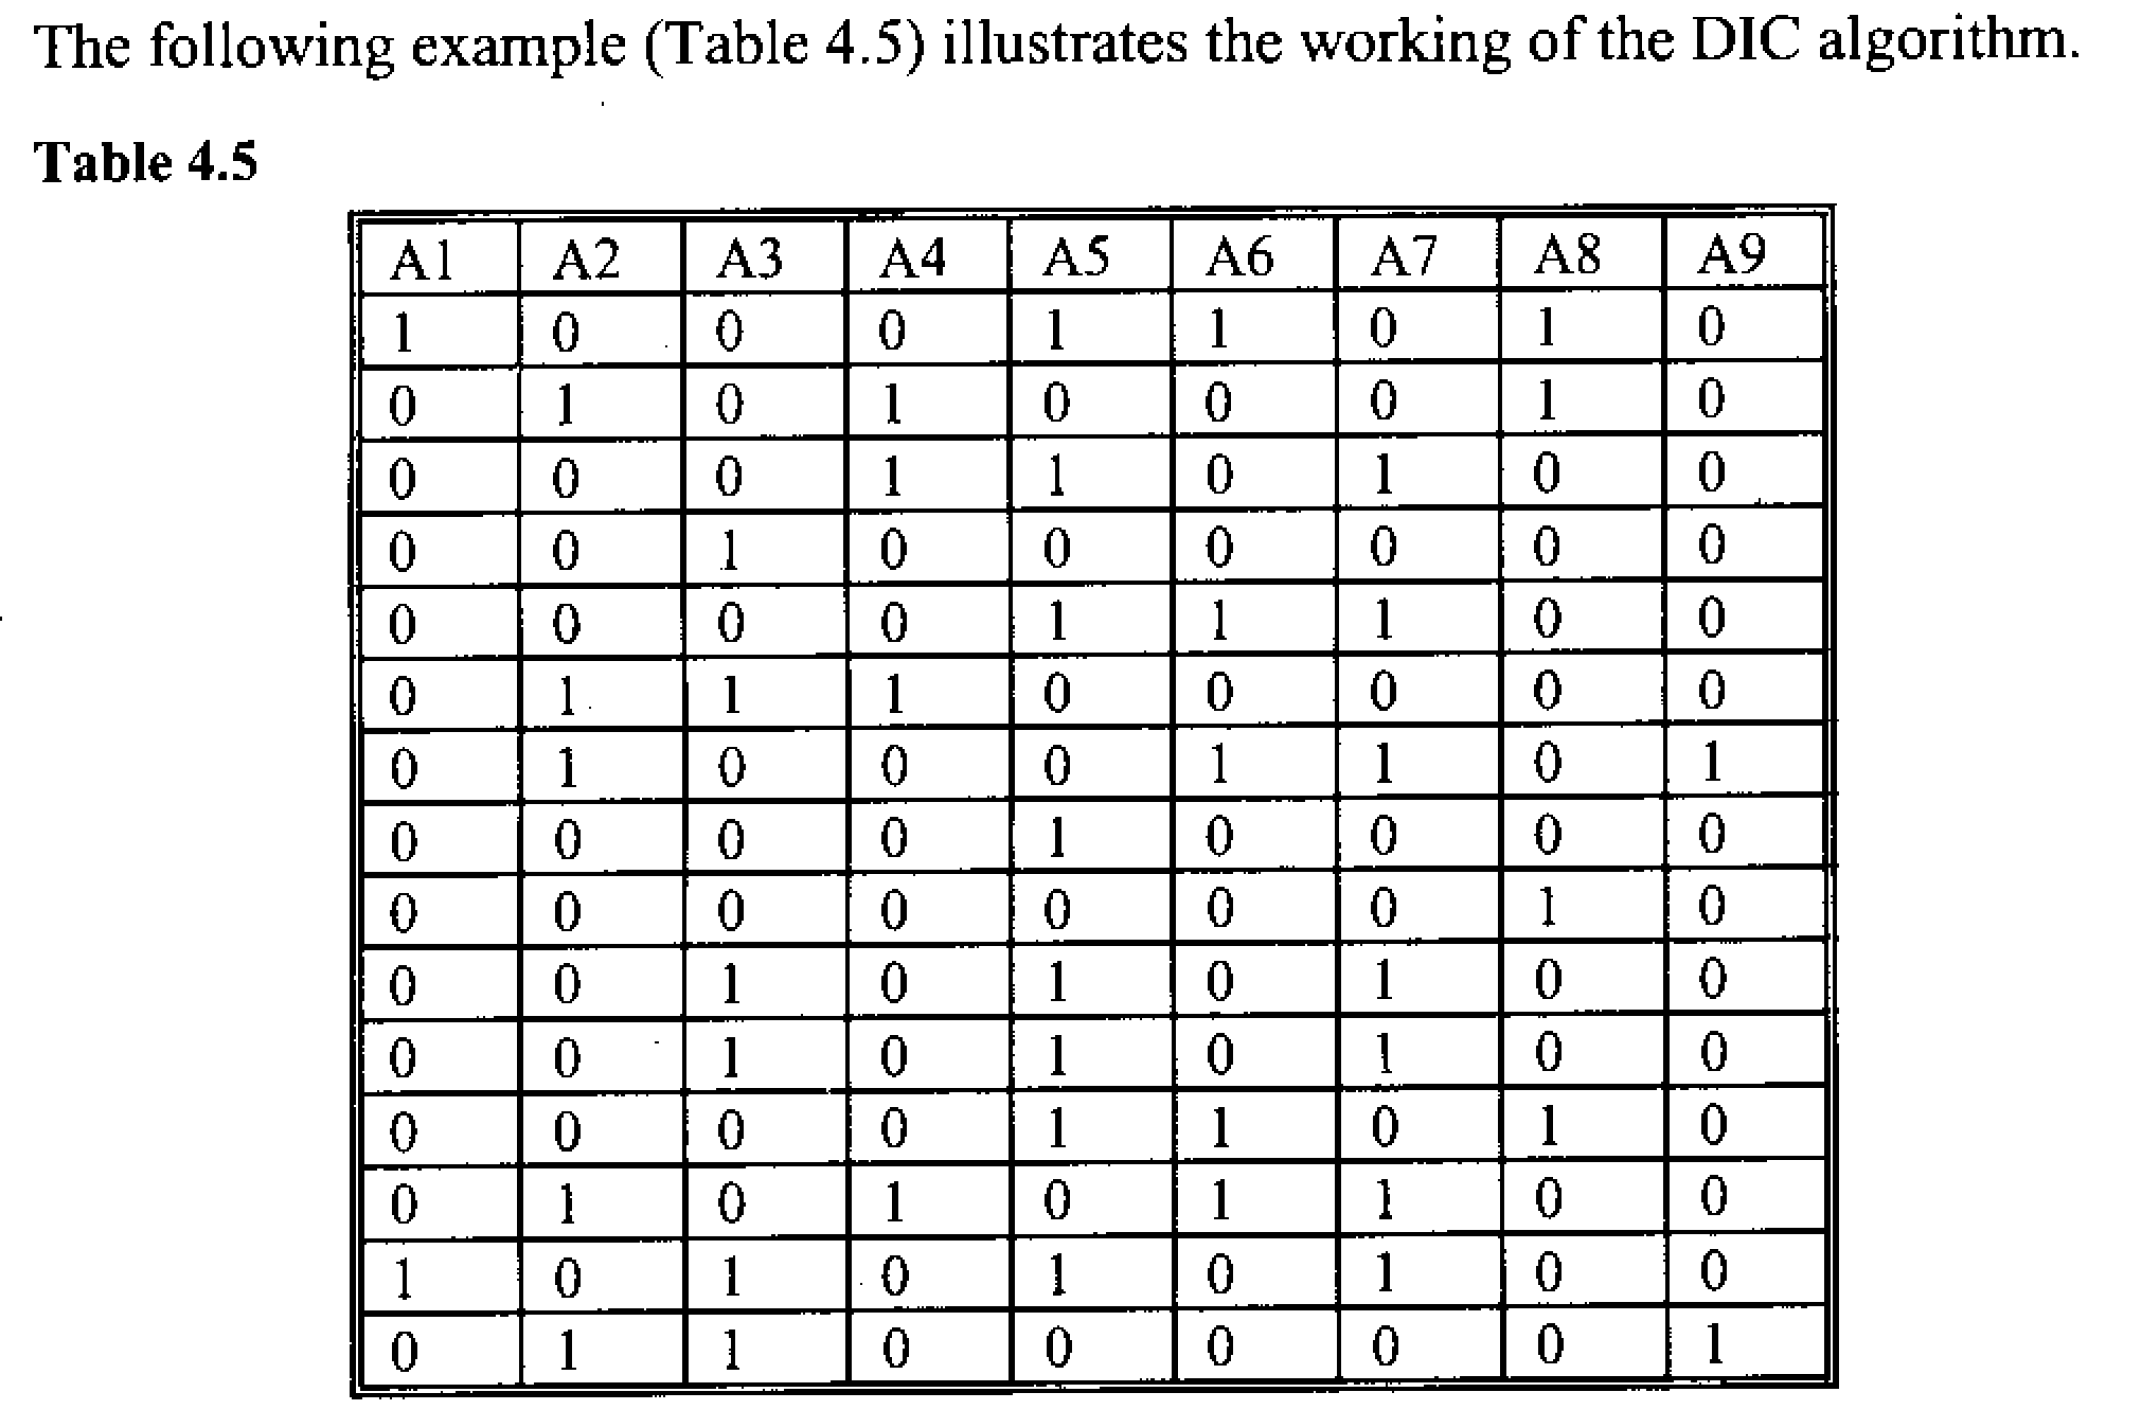 The following example (Table 4.5) illustrates the working of the DIC algorithm.
Table 4.5
A1 A2 A3 A4 A5 A6 A7 A8 A9
1 0 0 0 1 1 0 1 0
0 1 0 1 0 0 0 1 0
0 0 0 1 1 0 1 0 0
0 0 1 0 0 0 0 0 0
0 0 0 0 1 1 1 0 0
0 1 1 1 0 0 0 0 0
0 1 0 0 0 1 1 0 1
0 0 0 0 1 0 0 0 0
0 0 0 0 0 0 0 1 0
0 0 1 0 1 0 1 0 0
0 0 1 0 1 0 1 0 0
0 0 0 0 1 1 0 1 0
0 1 0 1 0 1 1 0 0
1 0 1 0 1 0 1 0 0
0 1 1 0 0 0 0 0 1